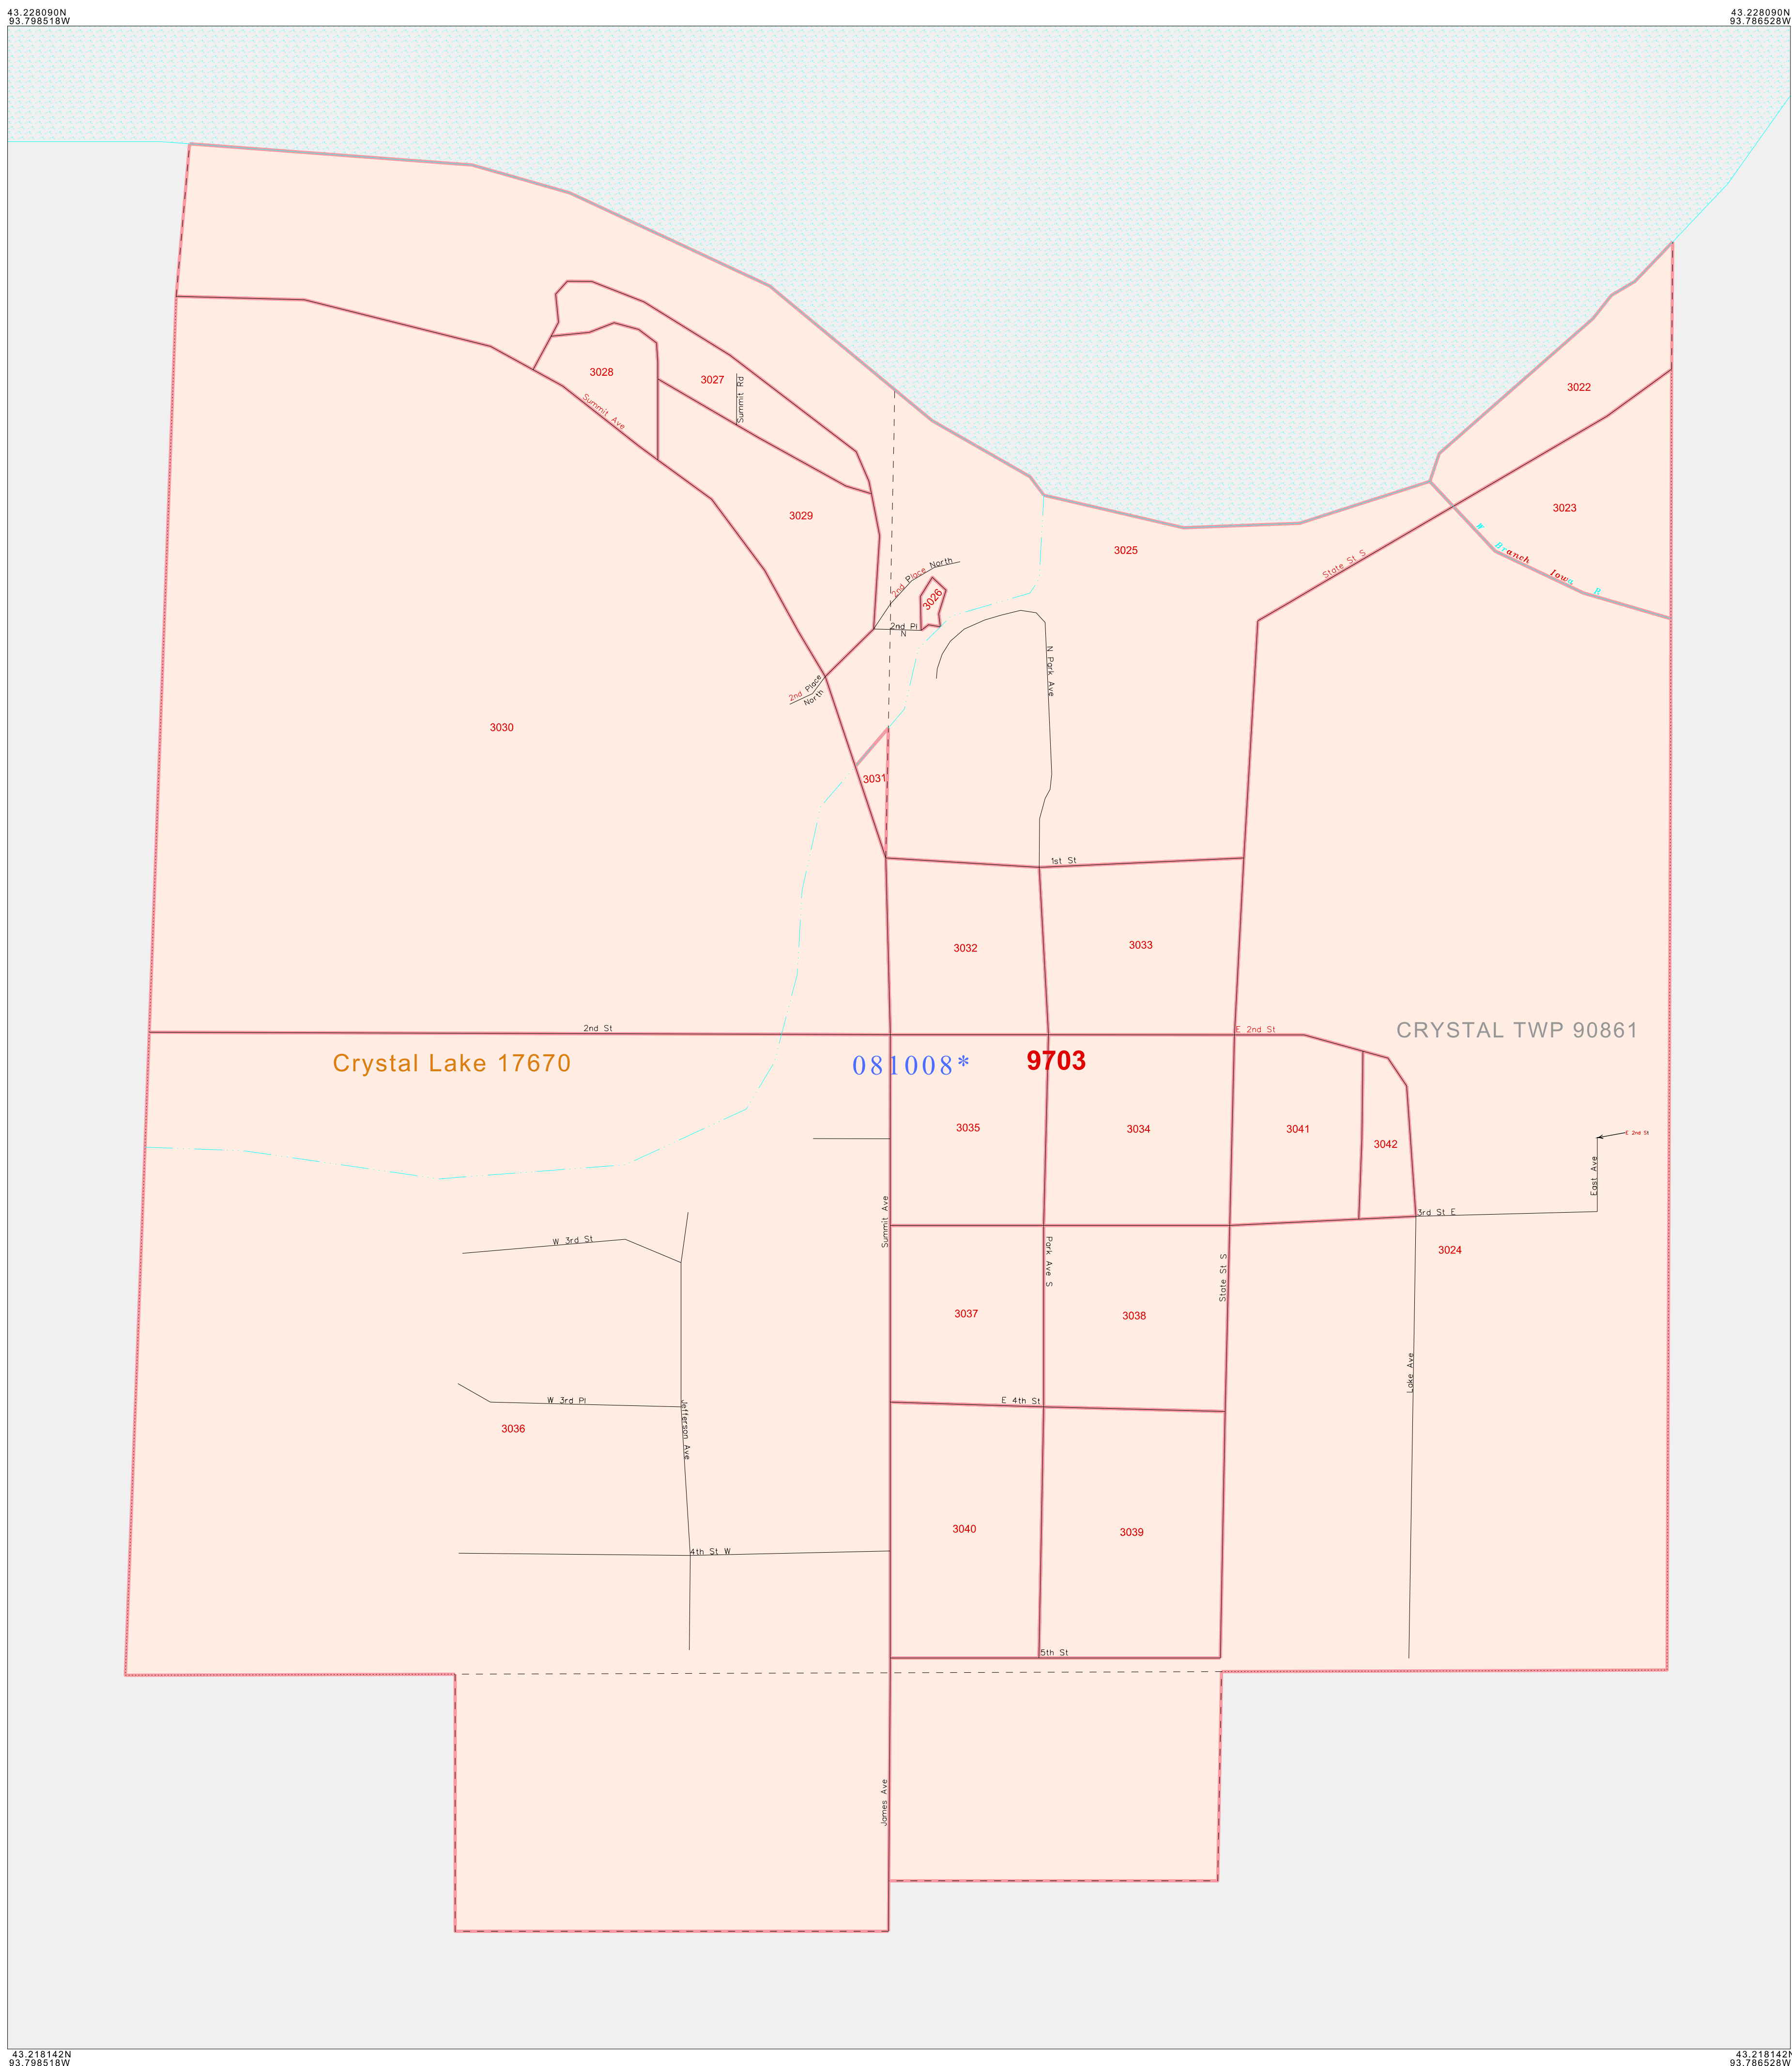 43.228090N
93.798518W
43.228090N
93.786528W
3028
3027
Summit Rd
Summit Ave
3022
3029
3023
3025
W Branch Iowa R
State St S
2nd Place North
3026
2nd Pl
N
N Park Ave
2nd Place
North
3030
3031
1st St
3032
3033
2nd St
E 2nd St
CRYSTAL TWP 90861
Crystal Lake 17670
081008*
9703
3035
3034
3041
3042
E 2nd St
East Ave
Summit Ave
3rd St E
W 3rd St
Park Ave S
State St S
3024
3037
3038
Lake Ave
W 3rd Pl
E 4th St
Jefferson Ave
3036
3040
3039
4th St W
5th St
James Ave
43.218142N
93.798518W
43.218142N
93.786528W